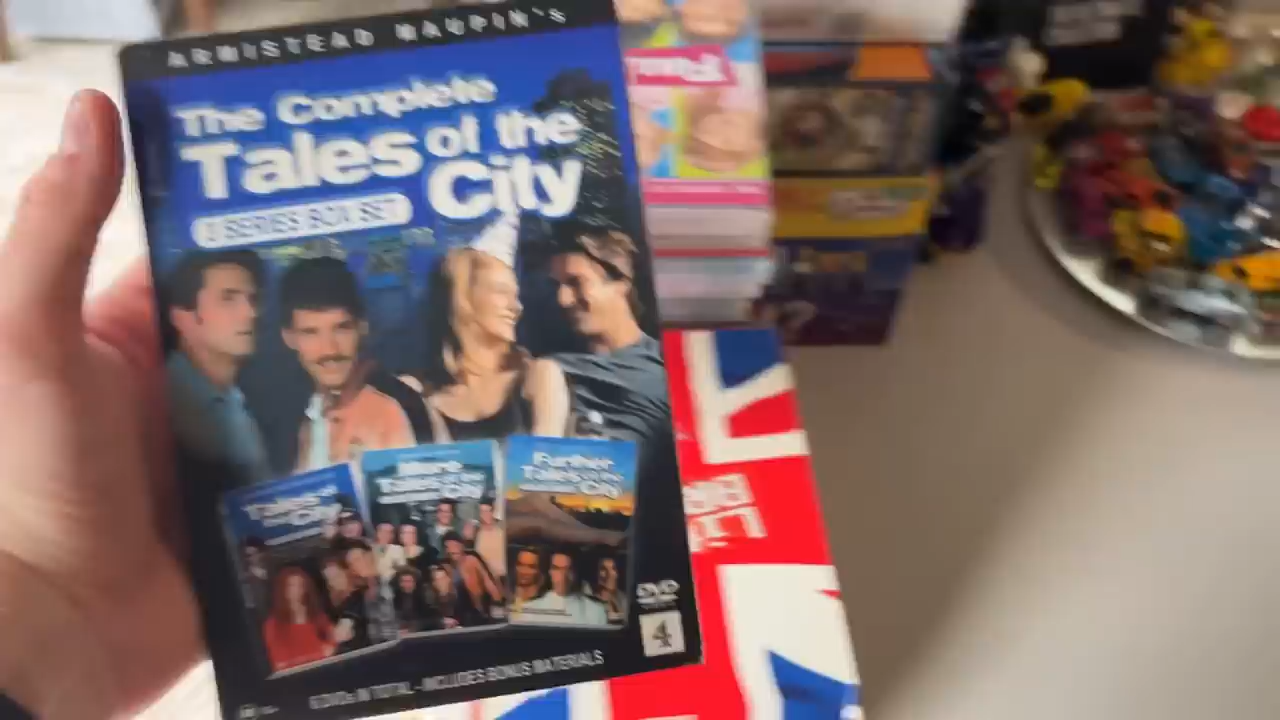 ARMISTEAD MAUPIN'S
The Complete
Tales of the
City
3 SERIES BOX SET
Tales of the
City
More
Tales of the
City
Further
Tales of the
City
DVD
4
6 DVDs IN TOTAL - INCLUDES BONUS MATERIALS